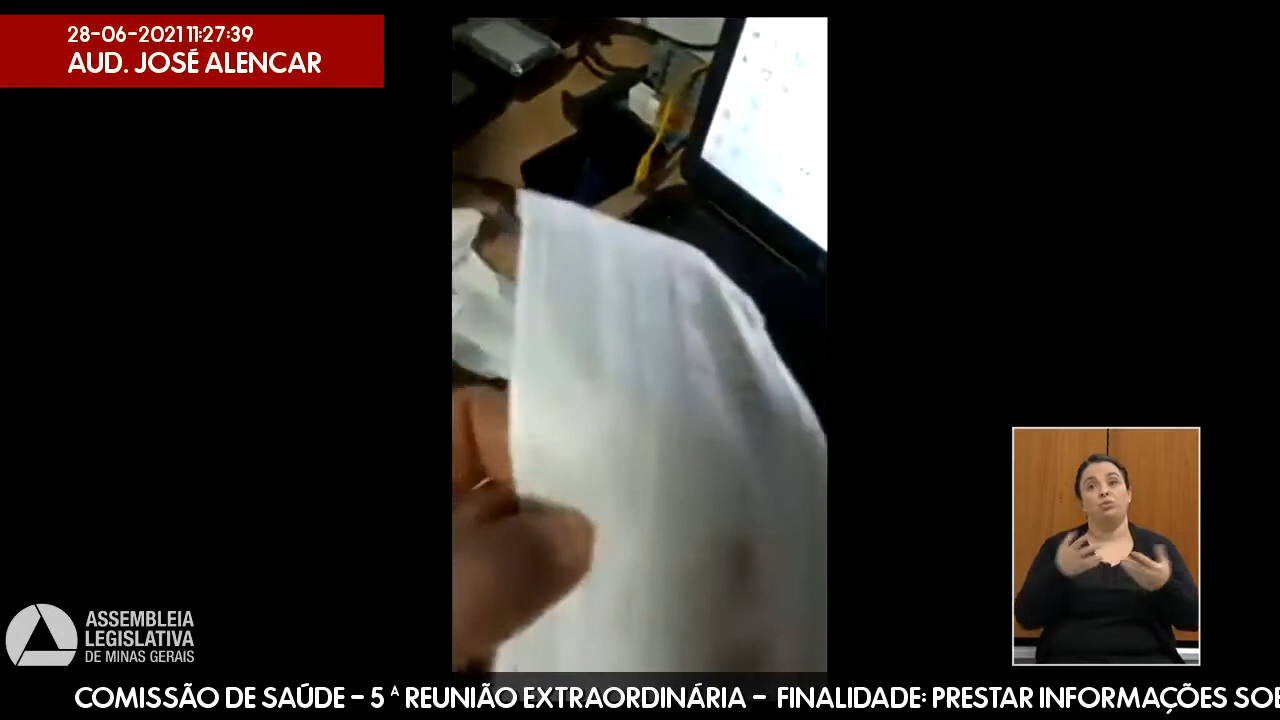 28-06-2021 11:27:39
AUD. JOSÉ ALENCAR
ASSEMBLEIA
LEGISLATIVA
DE MINAS GERAIS
COMISSÃO DE SAÚDE - 5ª REUNIÃO EXTRAORDINÁRIA - FINALIDADE: PRESTAR INFORMAÇÕES